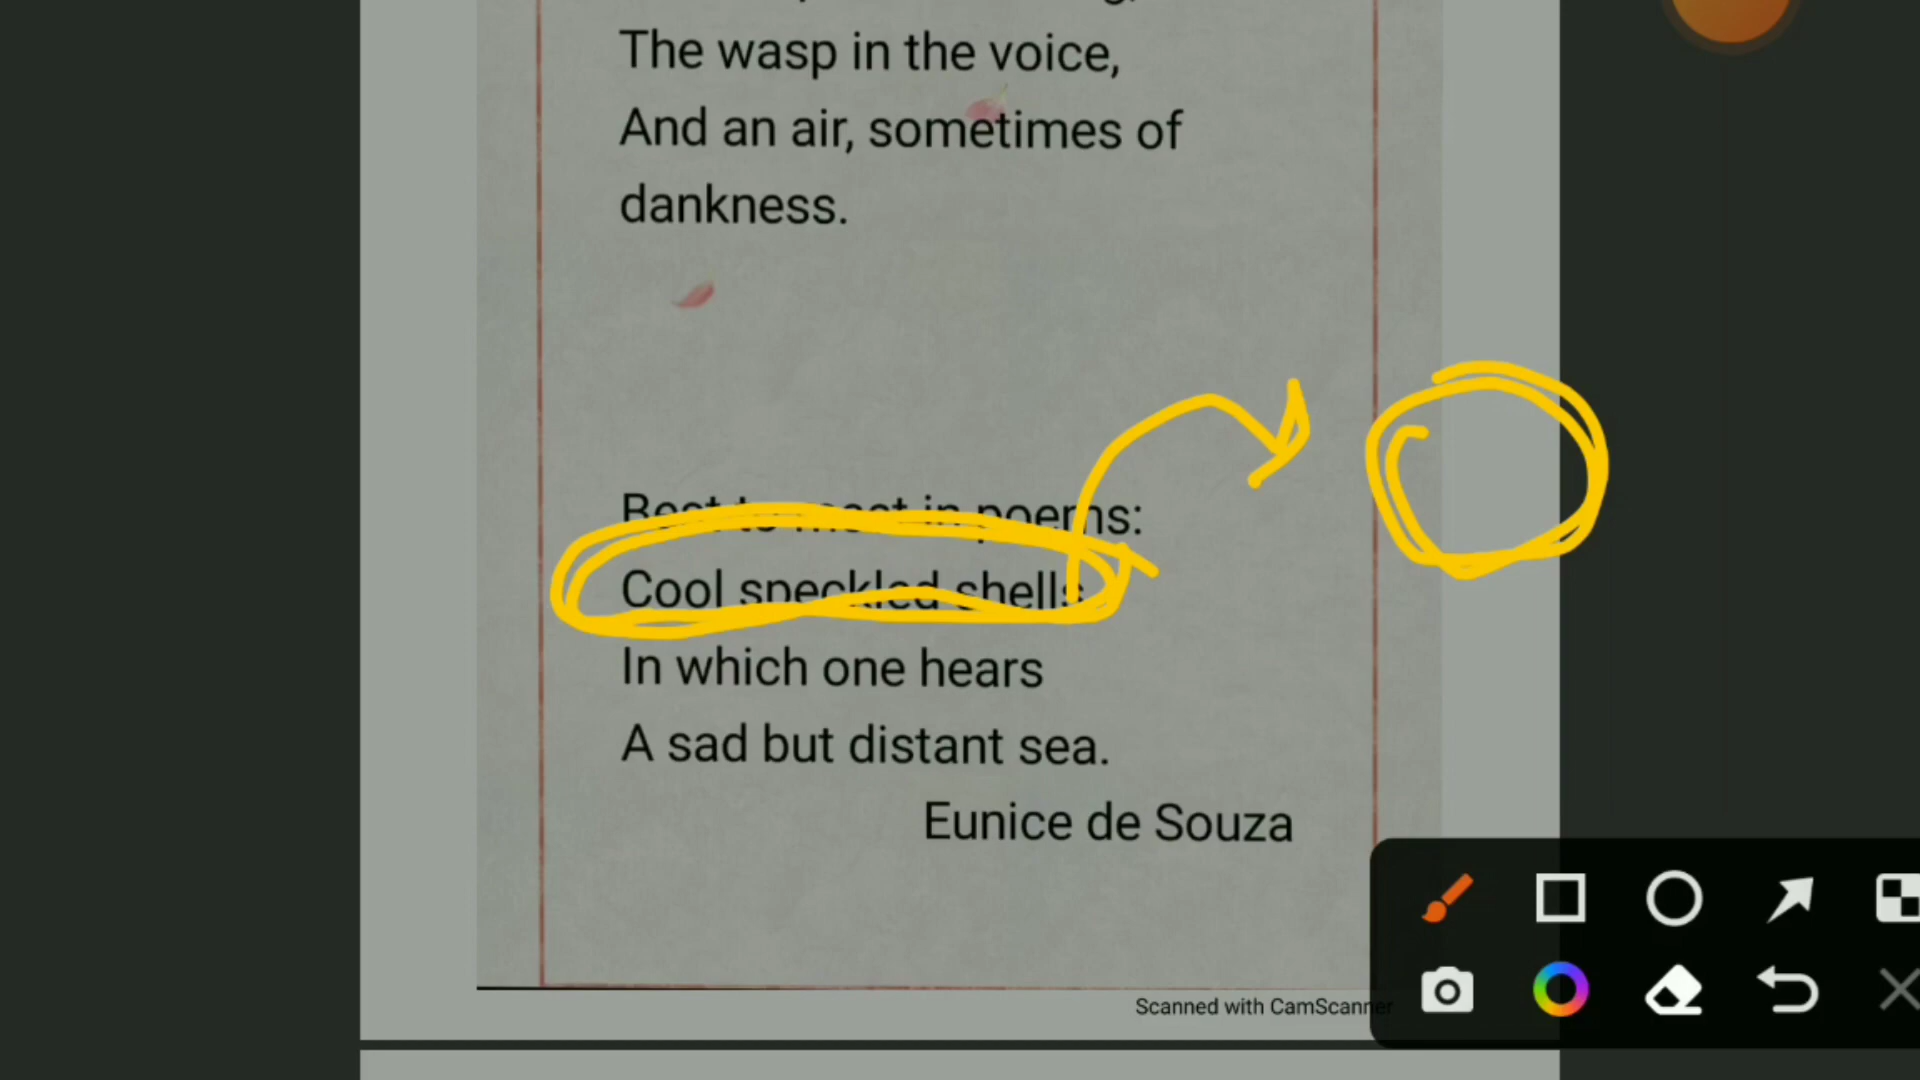 The wasp in the voice,
And an air, sometimes of
dankness.
Best to meet in poems:
Cool speckled shells
In which one hears
A sad but distant sea.
Eunice de Souza
Scanned with CamScanner